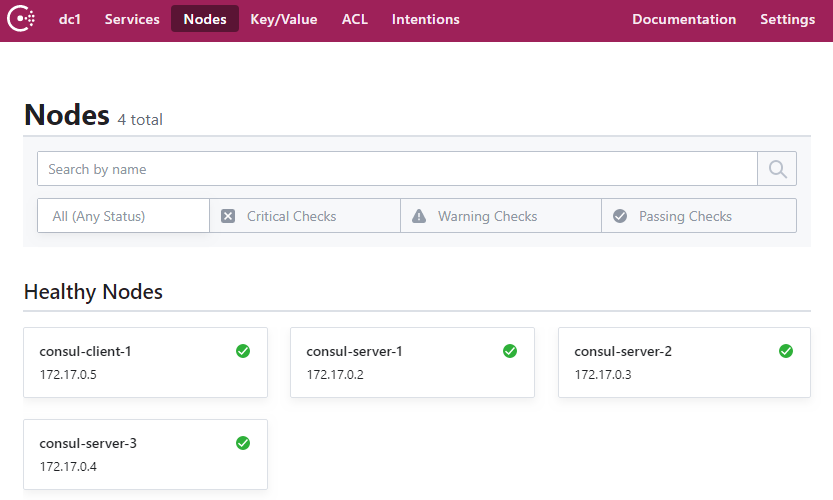 dc1 Services Nodes Key/Value ACL Intentions Documentation Settings
Nodes 4 total
Search by name
All (Any Status) Critical Checks Warning Checks Passing Checks
Healthy Nodes
consul-client-1 consul-server-1 consul-server-2
172.17.0.5 172.17.0.2 172.17.0.3
consul-server-3
172.17.0.4